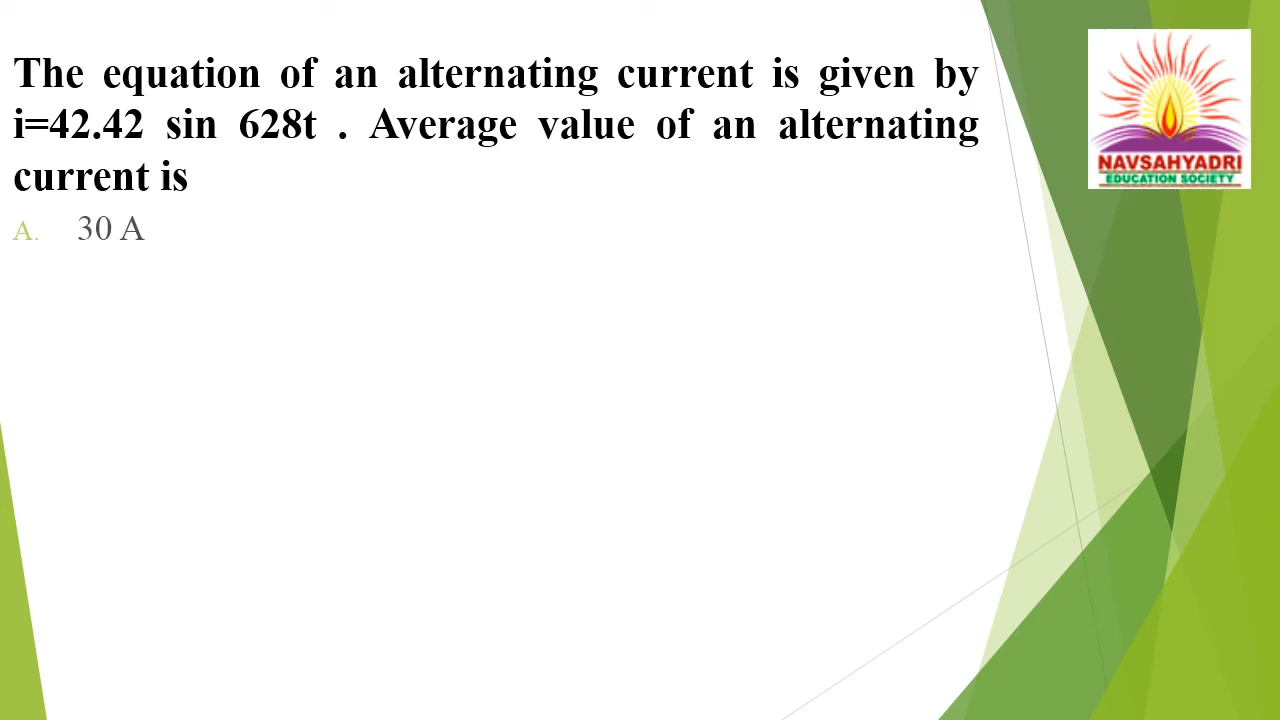 The equation of an alternating current is given by
i=42.42 sin 628t . Average value of an alternating
current is
A. 30 A
NAVSAHYADRI
EDUCATION SOCIETY